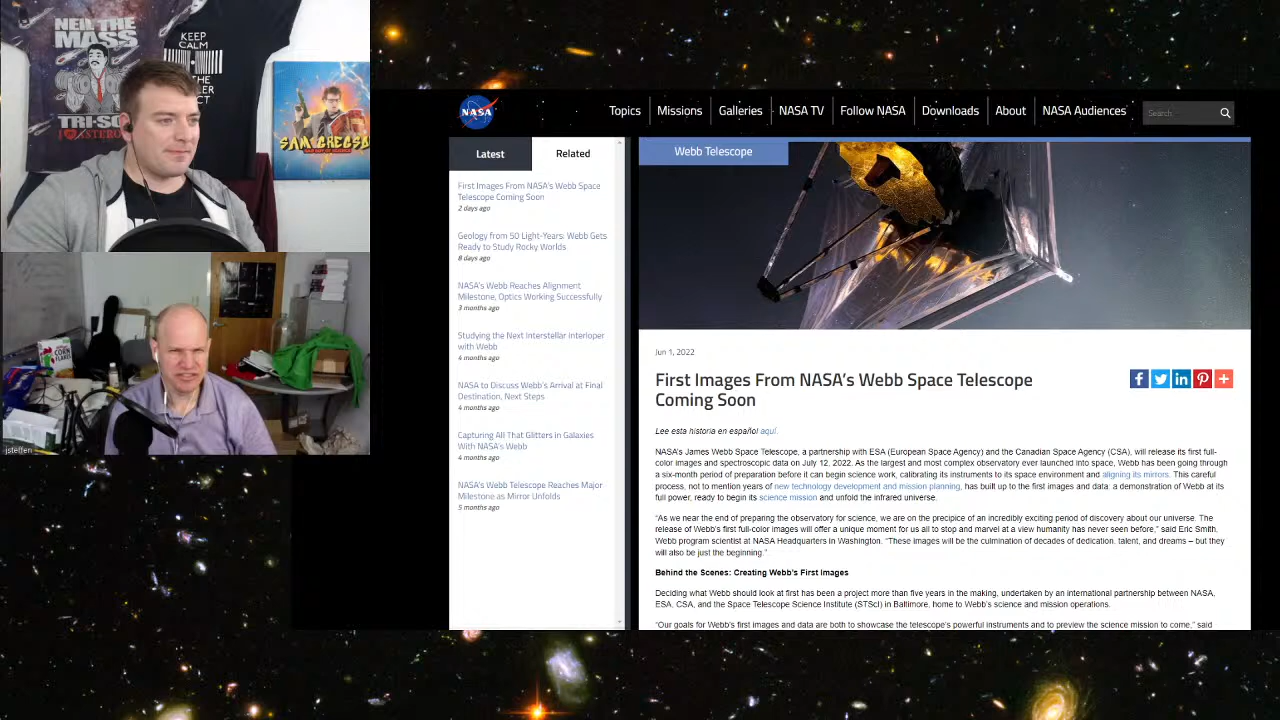 NEIL THE
MASS
TRI-SO
KEEP
CALM
THE
LER
CT
SAM GREGSO
CORN
FLAKES
jsteffen
NASA
Topics
Missions
Galleries
NASA TV
Follow NASA
Downloads
About
NASA Audiences
Search
Latest
Related
First Images From NASA's Webb Space
Telescope Coming Soon
2 days ago
Geology from 50 Light-Years: Webb Gets
Ready to Study Rocky Worlds
8 days ago
NASA's Webb Reaches Alignment
Milestone, Optics Working Successfully
3 months ago
Studying the Next Interstellar Interloper
with Webb
4 months ago
NASA to Discuss Webb's Arrival at Final
Destination, Next Steps
4 months ago
Capturing All That Glitters in Galaxies
With NASA's Webb
4 months ago
NASA's Webb Telescope Reaches Major
Milestone as Mirror Unfolds
5 months ago
Webb Telescope
Jun 1, 2022
First Images From NASA's Webb Space Telescope
Coming Soon
Lee esta historia en español aquí.
NASA's James Webb Space Telescope, a partnership with ESA (European Space Agency) and the Canadian Space Agency (CSA), will release its first full-
color images and spectroscopic data on July 12, 2022. As the largest and most complex observatory ever launched into space, Webb has been going through
a six-month period of preparation before it can begin science work, calibrating its instruments to its space environment and aligning its mirrors. This careful
process, not to mention years of new technology development and mission planning, has built up to the first images and data: a demonstration of Webb at its
full power, ready to begin its science mission and unfold the infrared universe.
“As we near the end of preparing the observatory for science, we are on the precipice of an incredibly exciting period of discovery about our universe. The
release of Webb's first full-color images will offer a unique moment for us all to stop and marvel at a view humanity has never seen before,” said Eric Smith,
Webb program scientist at NASA Headquarters in Washington. “These images will be the culmination of decades of dedication, talent, and dreams – but they
will also be just the beginning.”
Behind the Scenes: Creating Webb's First Images
Deciding what Webb should look at first has been a project more than five years in the making, undertaken by an international partnership between NASA,
ESA, CSA, and the Space Telescope Science Institute (STScI) in Baltimore, home to Webb's science and mission operations.
“Our goals for Webb's first images and data are both to showcase the telescope's powerful instruments and to preview the science mission to come,” said